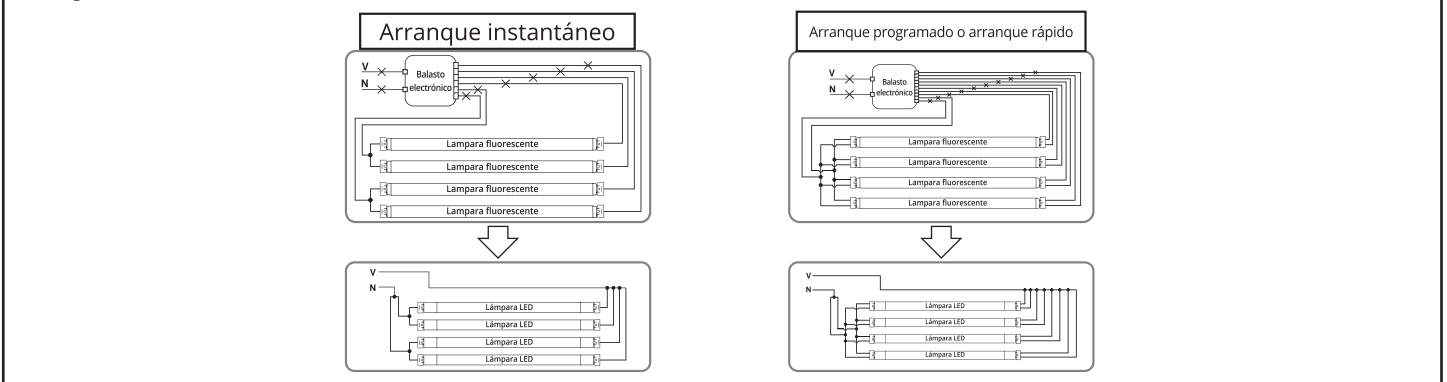 Arranque instantáneo
V
N
Balasto
electrónico
Lampara fluorescente
Lampara fluorescente
Lampara fluorescente
Lampara fluorescente
V
N
Lámpara LED
Lámpara LED
Lámpara LED
Lámpara LED
Arranque programado o arranque rápido
V
N
Balasto
electrónico
Lampara fluorescente
Lampara fluorescente
Lampara fluorescente
Lampara fluorescente
V
N
Lámpara LED
Lámpara LED
Lámpara LED
Lámpara LED